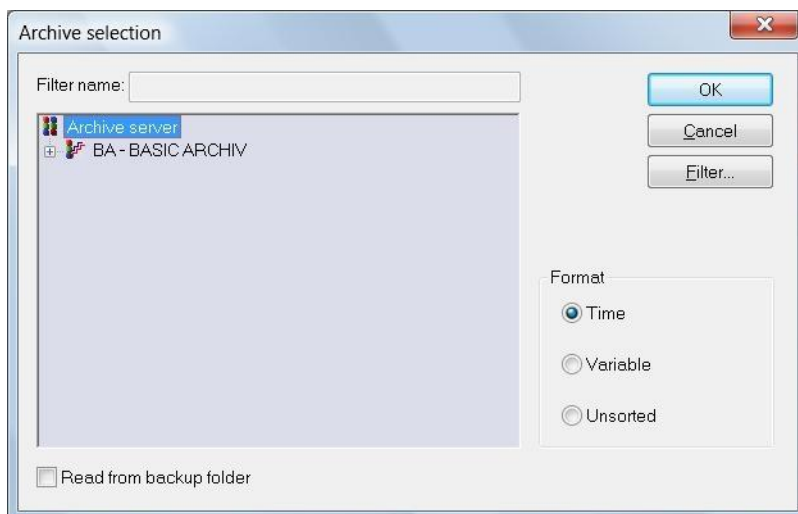 Archive selection
Filter name:
OK
Archive server
Cancel
BA - BASIC ARCHIV
Filter...
Format
Time
Variable
Unsorted
Read from backup folder